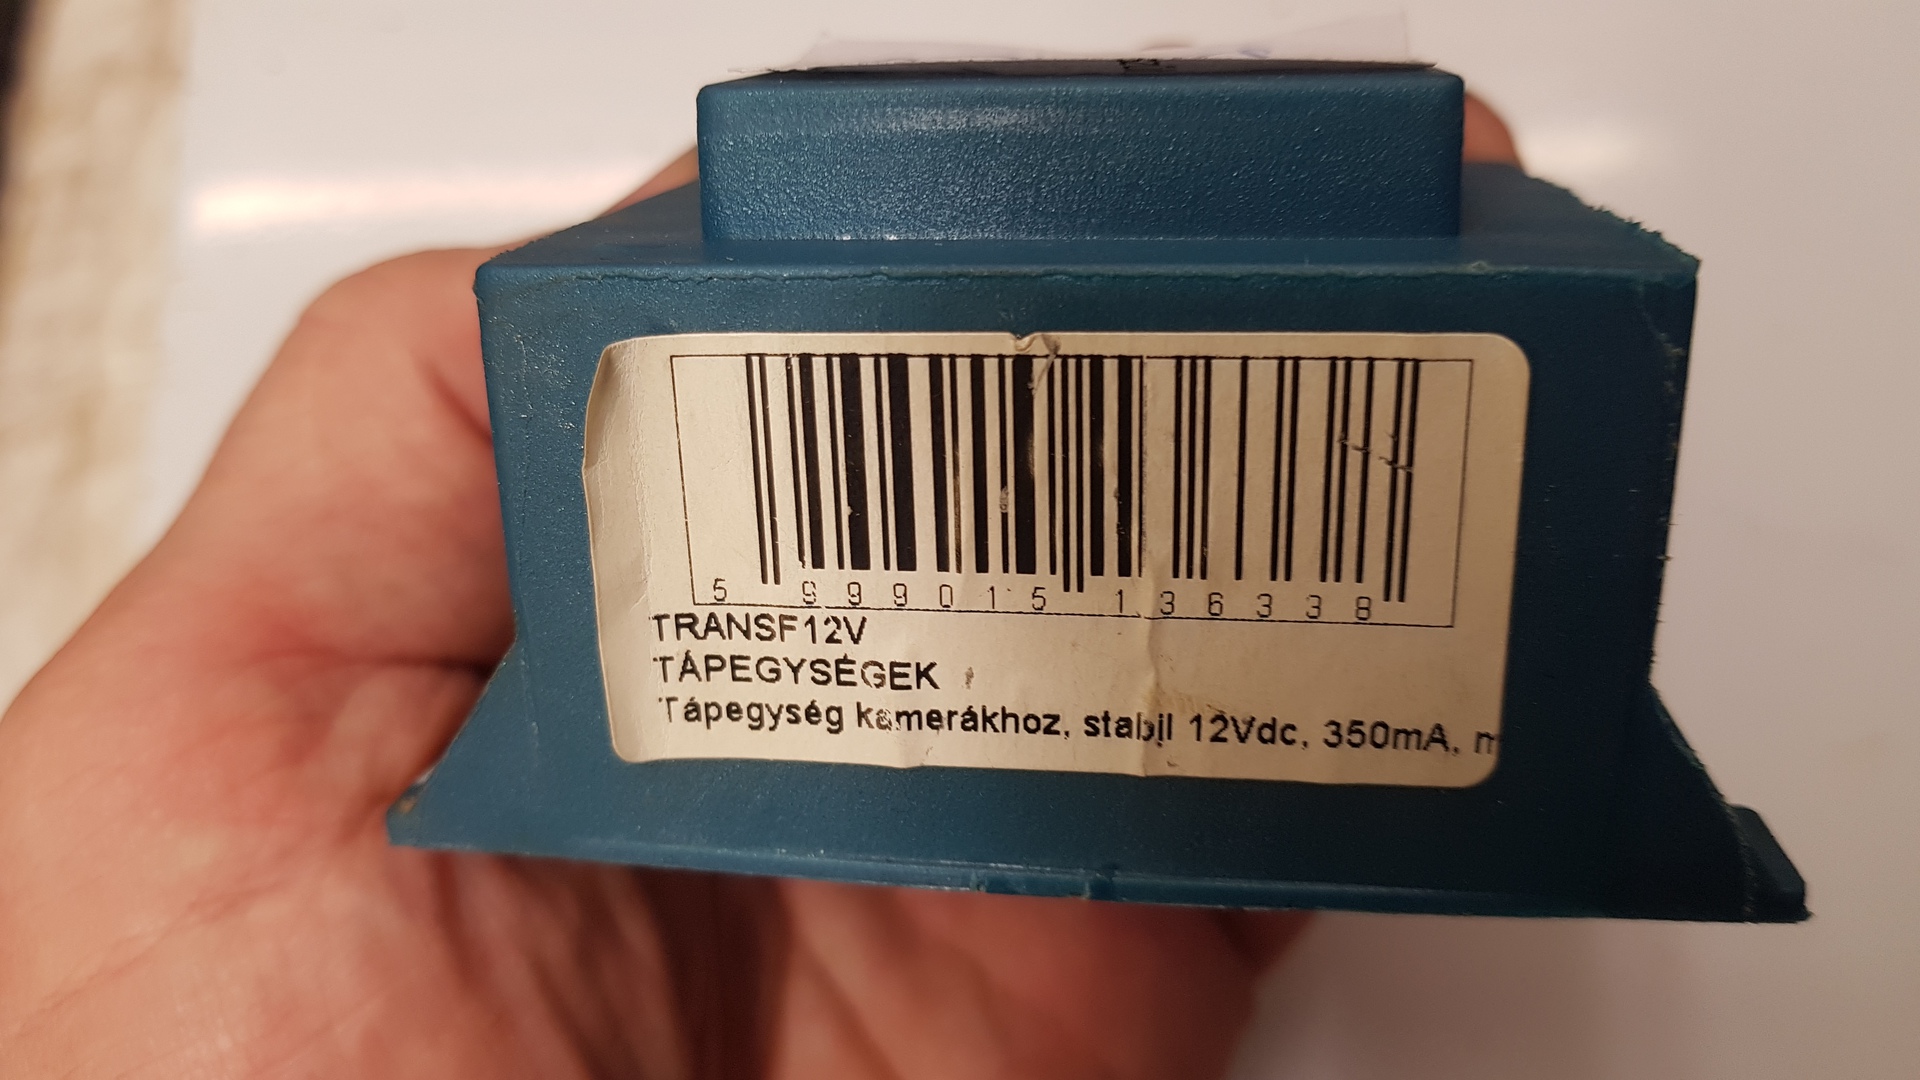 5 999015 136338
TRANSF12V
TÁPEGYSÉGEK
Tápegység kamerákhoz, stabil 12Vdc, 350mA, m